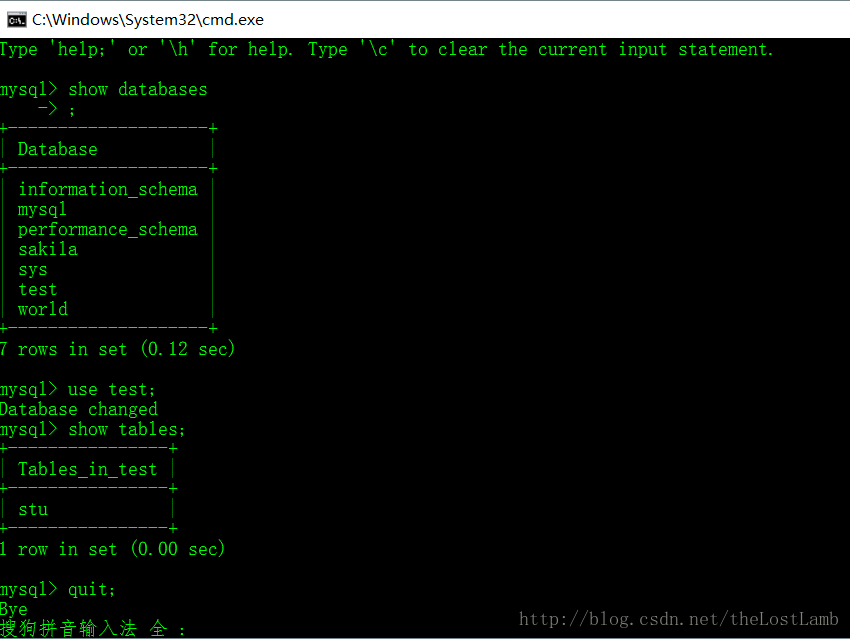 C:\Windows\System32\cmd.exe
Type 'help;' or '\h' for help. Type '\c' to clear the current input statement.
mysql> show databases
    -> ;
+--------------------+
| Database           |
+--------------------+
| information_schema |
| mysql              |
| performance_schema |
| sakila             |
| sys                |
| test               |
| world              |
+--------------------+
7 rows in set (0.12 sec)
mysql> use test;
Database changed
mysql> show tables;
+----------------+
| Tables_in_test |
+----------------+
| stu            |
+----------------+
1 row in set (0.00 sec)
mysql> quit;
Bye
搜狗拼音输入法 全 :
http://blog.csdn.net/theLostLamb